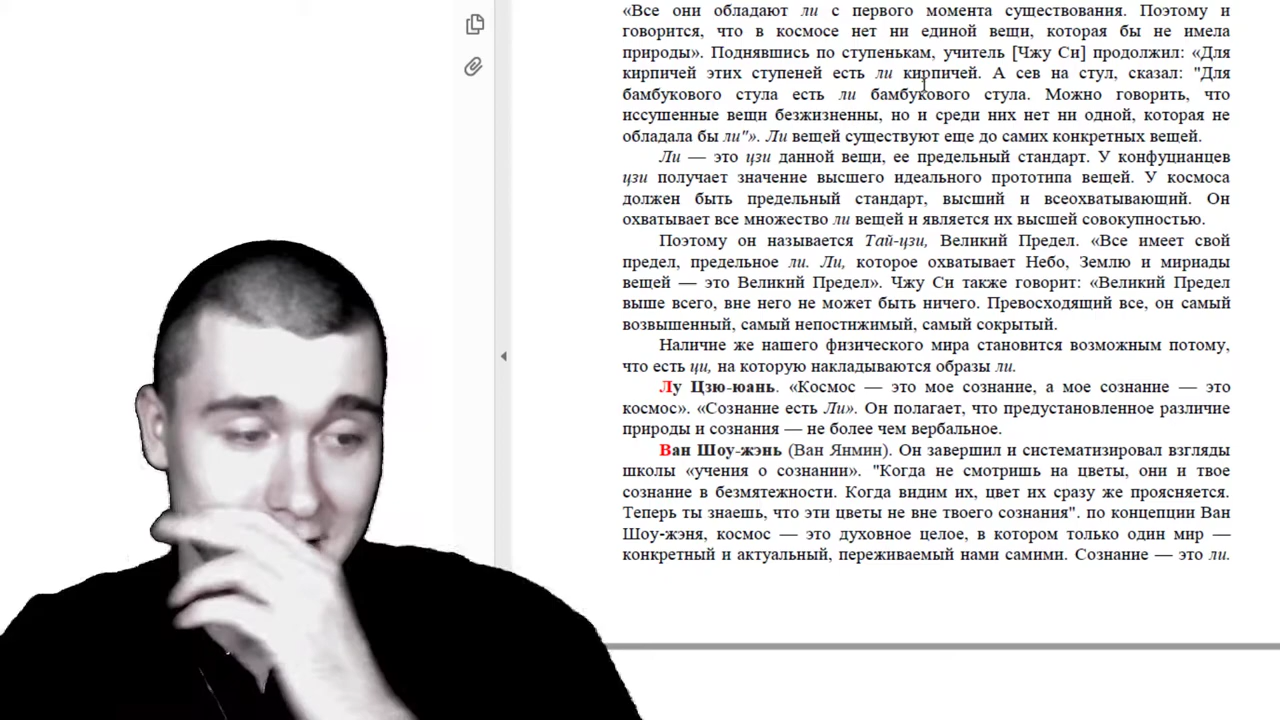 «Все они обладают ли с первого момента существования. Поэтому и
говорится, что в космосе нет ни единой вещи, которая бы не имела
природы». Поднявшись по ступенькам, учитель [Чжу Си] продолжил: «Для
кирпичей этих ступеней есть ли кирпичей. А сев на стул, сказал: "Для
бамбукового стула есть ли бамбукового стула. Можно говорить, что
иссушенные вещи безжизненны, но и среди них нет ни одной, которая не
обладала бы ли"». Ли вещей существуют еще до самих конкретных вещей.
Ли — это цзи данной вещи, ее предельный стандарт. У конфуцианцев
цзи получает значение высшего идеального прототипа вещей. У космоса
должен быть предельный стандарт, высший и всеохватывающий. Он
охватывает все множество ли вещей и является их высшей совокупностью.
Поэтому он называется Тай-цзи, Великий Предел. «Все имеет свой
предел, предельное ли. Ли, которое охватывает Небо, Землю и мириады
вещей — это Великий Предел». Чжу Си также говорит: «Великий Предел
выше всего, вне него не может быть ничего. Превосходящий все, он самый
возвышенный, самый непостижимый, самый сокрытый.
Наличие же нашего физического мира становится возможным потому,
что есть ци, на которую накладываются образы ли.
Лу Цзю-юань. «Космос — это мое сознание, а мое сознание — это
космос». «Сознание есть Ли». Он полагает, что предустановленное различие
природы и сознания — не более чем вербальное.
Ван Шоу-жэнь (Ван Янмин). Он завершил и систематизировал взгляды
школы «учения о сознании». "Когда не смотришь на цветы, они и твое
сознание в безмятежности. Когда видим их, цвет их сразу же проясняется.
Теперь ты знаешь, что эти цветы не вне твоего сознания". по концепции Ван
Шоу-жэня, космос — это духовное целое, в котором только один мир —
конкретный и актуальный, переживаемый нами самими. Сознание — это ли.